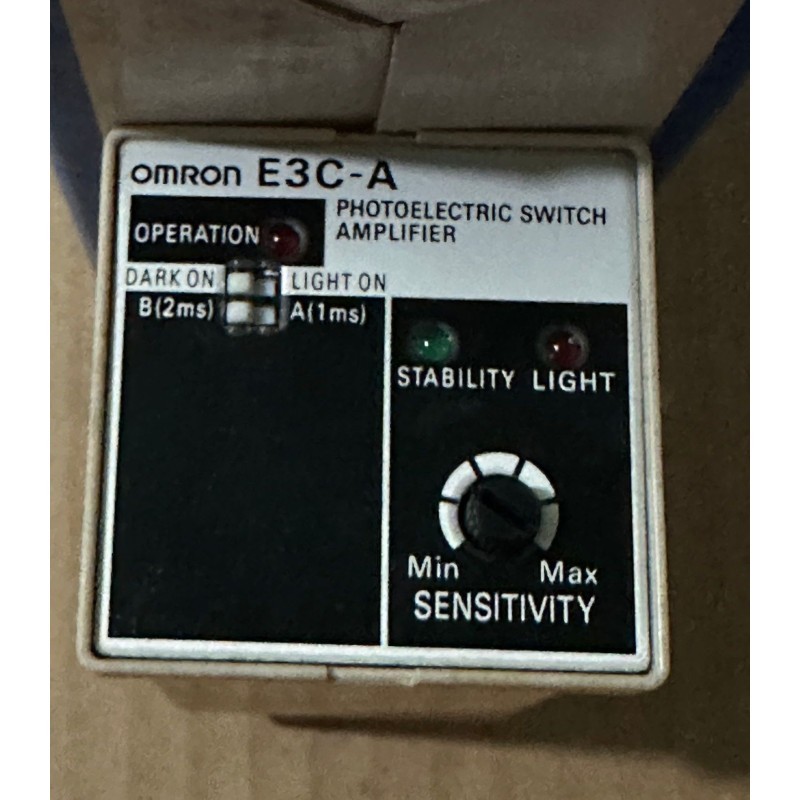 omron E3C-A
PHOTOELECTRIC SWITCH
AMPLIFIER
OPERATION
DARK ON LIGHT ON
B(2ms) A(1ms)
STABILITY LIGHT
Min Max
SENSITIVITY